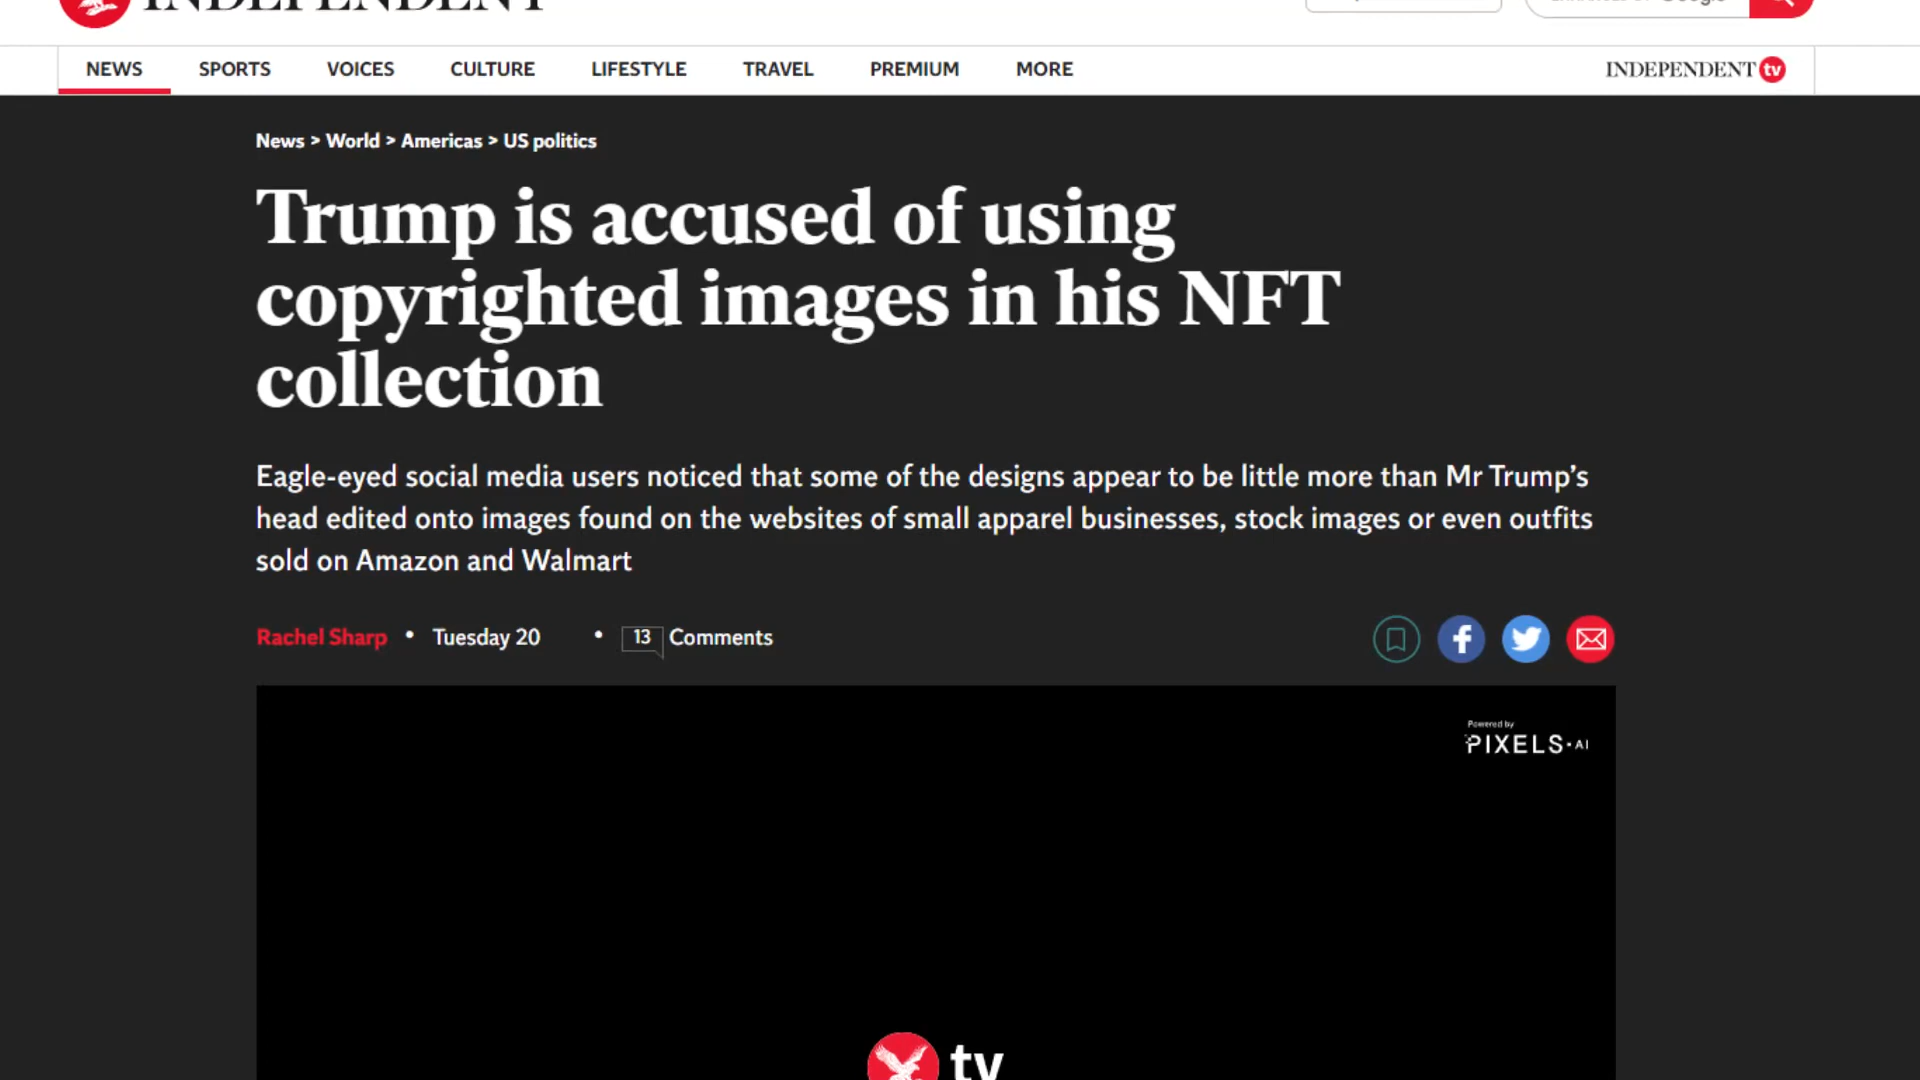 INDEPENDENT
Google
NEWS SPORTS VOICES CULTURE LIFESTYLE TRAVEL PREMIUM MORE INDEPENDENT tv
News > World > Americas > US politics
Trump is accused of using
copyrighted images in his NFT
collection
Eagle-eyed social media users noticed that some of the designs appear to be little more than Mr Trump's
head edited onto images found on the websites of small apparel businesses, stock images or even outfits
sold on Amazon and Walmart
Rachel Sharp • Tuesday 20 • 13 Comments
Powered by
PIXELS.AI
tv